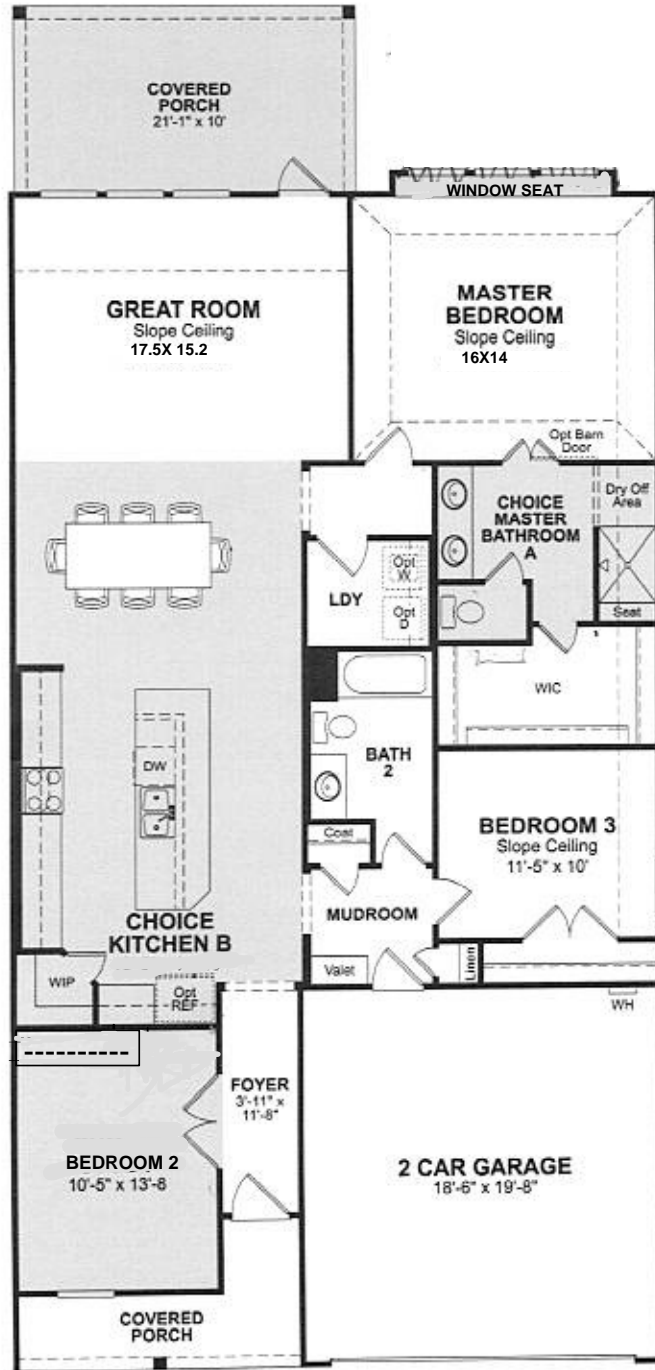 COVERED
PORCH
21'-1" x 10'
WINDOW SEAT
GREAT ROOM
Slope Ceiling
17.5X 15.2
MASTER
BEDROOM
Slope Ceiling
16X14
Opt Barn
Door
CHOICE
MASTER
BATHROOM
A
Dry Off
Area
Seat
LDY
Opt
W
Opt
D
WIC
BATH
2
DW
Coat
BEDROOM 3
Slope Ceiling
11'-5" x 10'
MUDROOM
CHOICE
KITCHEN B
Valet
Linen
WIP
Opt
REF
WH
FOYER
3'-11" x
11'-8"
BEDROOM 2
10'-5" x 13'-8
2 CAR GARAGE
18'-6" x 19'-8"
COVERED
PORCH